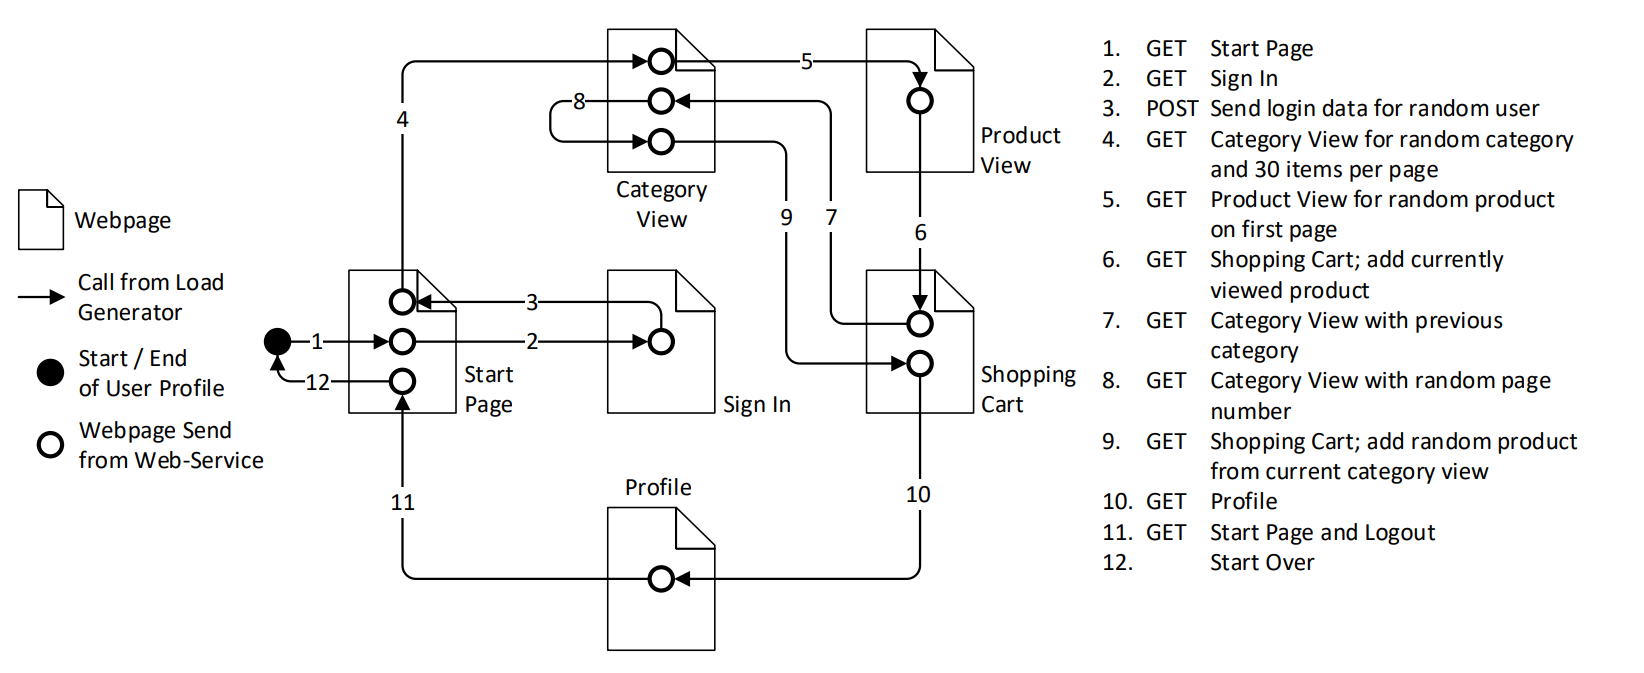 Webpage
Call from Load
Generator
Start / End
of User Profile
Webpage Send
from Web-Service
1
2
3
4
5
6
7
8
9
10
11
12
Category
View
Product
View
Start
Page
Sign In
Shopping
Cart
Profile
1. GET Start Page
2. GET Sign In
3. POST Send login data for random user
4. GET Category View for random category
and 30 items per page
5. GET Product View for random product
on first page
6. GET Shopping Cart; add currently
viewed product
7. GET Category View with previous
category
8. GET Category View with random page
number
9. GET Shopping Cart; add random product
from current category view
10. GET Profile
11. GET Start Page and Logout
12. Start Over